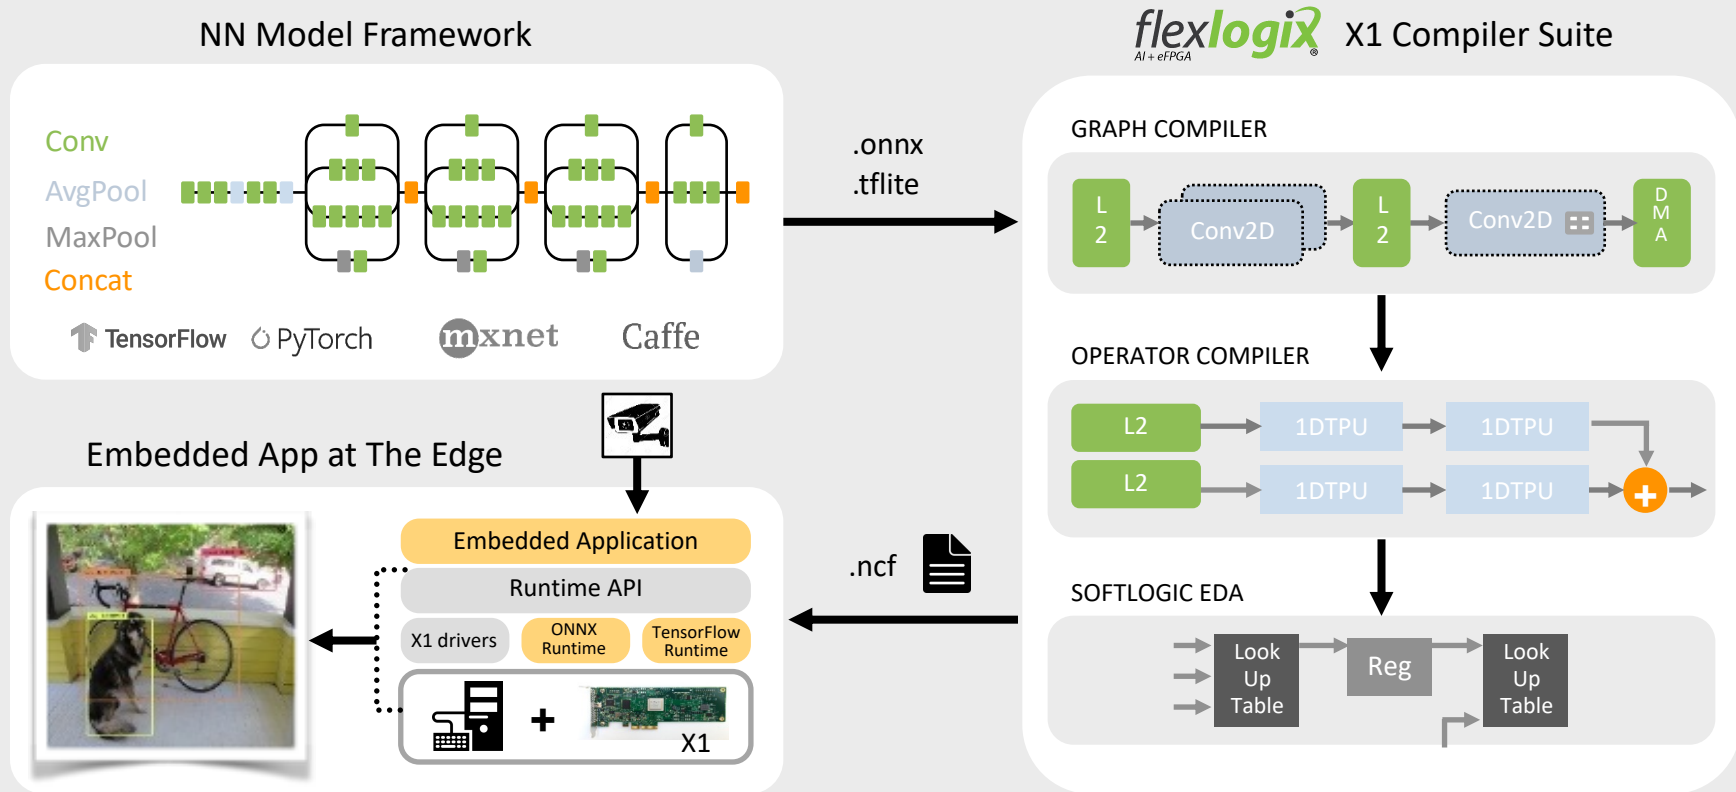 NN Model Framework
flexlogix®
AI + eFPGA
X1 Compiler Suite
Conv
AvgPool
MaxPool
Concat
TensorFlow
PyTorch
mxnet
Caffe
.onnx
.tflite
GRAPH COMPILER
L
2
Conv2D
L
2
Conv2D
D
M
A
OPERATOR COMPILER
L2
1DTPU
1DTPU
L2
1DTPU
1DTPU
+
SOFTLOGIC EDA
Look
Up
Table
Reg
Look
Up
Table
Embedded App at The Edge
Embedded Application
Runtime API
X1 drivers
ONNX
Runtime
TensorFlow
Runtime
+
X1
.ncf